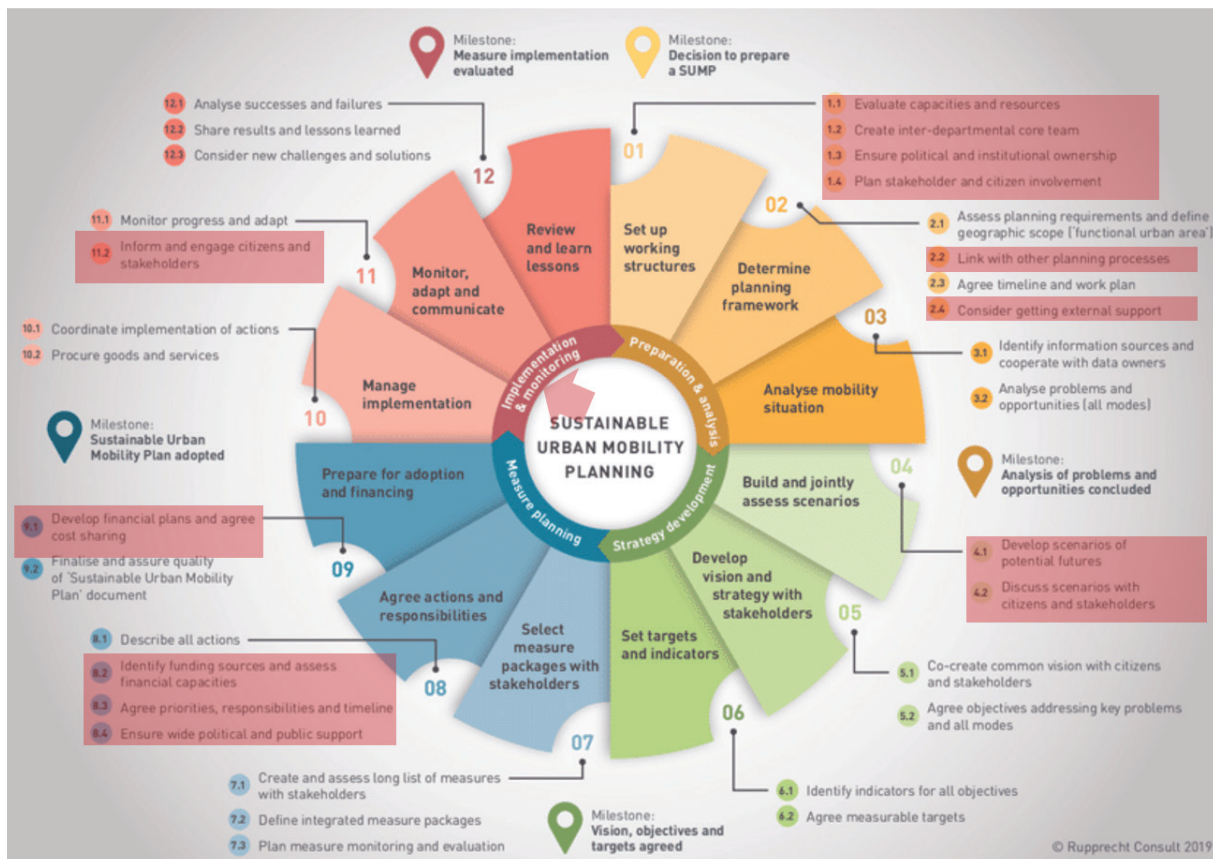 Milestone:
Measure implementation
evaluated
Milestone:
Decision to prepare
a SUMP
12.1 Analyse successes and failures
12.2 Share results and lessons learned
12.3 Consider new challenges and solutions
1.1 Evaluate capacities and resources
1.2 Create inter-departmental core team
1.3 Ensure political and institutional ownership
1.4 Plan stakeholder and citizen involvement
11.1 Monitor progress and adapt
11.2 Inform and engage citizens and
stakeholders
2.1 Assess planning requirements and define
geographic scope ('functional urban area')
2.2 Link with other planning processes
2.3 Agree timeline and work plan
2.4 Consider getting external support
10.1 Coordinate implementation of actions
10.2 Procure goods and services
3.1 Identify information sources and
cooperate with data owners
3.2 Analyse problems and
opportunities (all modes)
Milestone:
Sustainable Urban
Mobility Plan adopted
Milestone:
Analysis of problems and
opportunities concluded
9.1 Develop financial plans and agree
cost sharing
9.2 Finalise and assure quality
of 'Sustainable Urban Mobility
Plan' document
4.1 Develop scenarios of
potential futures
4.2 Discuss scenarios with
citizens and stakeholders
8.1 Describe all actions
8.2 Identify funding sources and assess
financial capacities
8.3 Agree priorities, responsibilities and timeline
8.4 Ensure wide political and public support
5.1 Co-create common vision with citizens
and stakeholders
5.2 Agree objectives addressing key problems
and all modes
7.1 Create and assess long list of measures
with stakeholders
7.2 Define integrated measure packages
7.3 Plan measure monitoring and evaluation
Milestone:
Vision, objectives and
targets agreed
6.1 Identify indicators for all objectives
6.2 Agree measurable targets
01
Set up
working
structures
02
Determine
planning
framework
03
Analyse mobility
situation
04
Build and jointly
assess scenarios
05
Develop
vision and
strategy with
stakeholders
06
Set targets
and indicators
07
Select
measure
packages with
stakeholders
08
Agree actions and
responsibilities
09
Prepare for adoption
and financing
10
Manage
implementation
11
Monitor,
adapt and
communicate
12
Review
and learn
lessons
Preparation & analysis
Strategy development
Measure planning
Implementation
& monitoring
SUSTAINABLE
URBAN MOBILITY
PLANNING
© Rupprecht Consult 2019